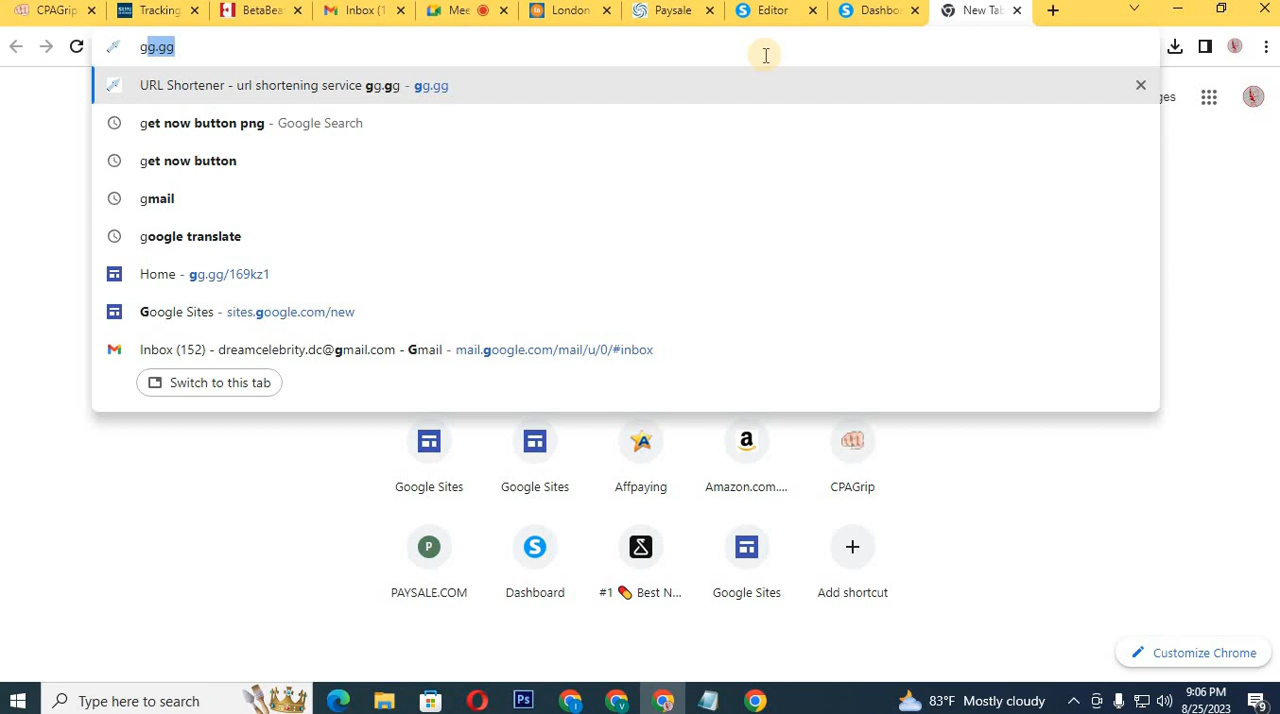 CPAGrip
Tracking
BetaBea
Inbox (1
Mee
London
Paysale
Editor
Dashbo
New Tab
gg.gg
URL Shortener - url shortening service gg.gg - gg.gg
get now button png - Google Search
get now button
gmail
google translate
Home - gg.gg/169kz1
Google Sites - sites.google.com/new
Inbox (152) - dreamcelebrity.dc@gmail.com - Gmail - mail.google.com/mail/u/0/#inbox
Switch to this tab
ges
Google Sites
Google Sites
Affpaying
Amazon.com....
CPAGrip
P
PAYSALE.COM
Dashboard
#1 💊 Best N...
Google Sites
Add shortcut
Customize Chrome
Type here to search
Ps
83°F Mostly cloudy
9:06 PM
8/25/2023
9